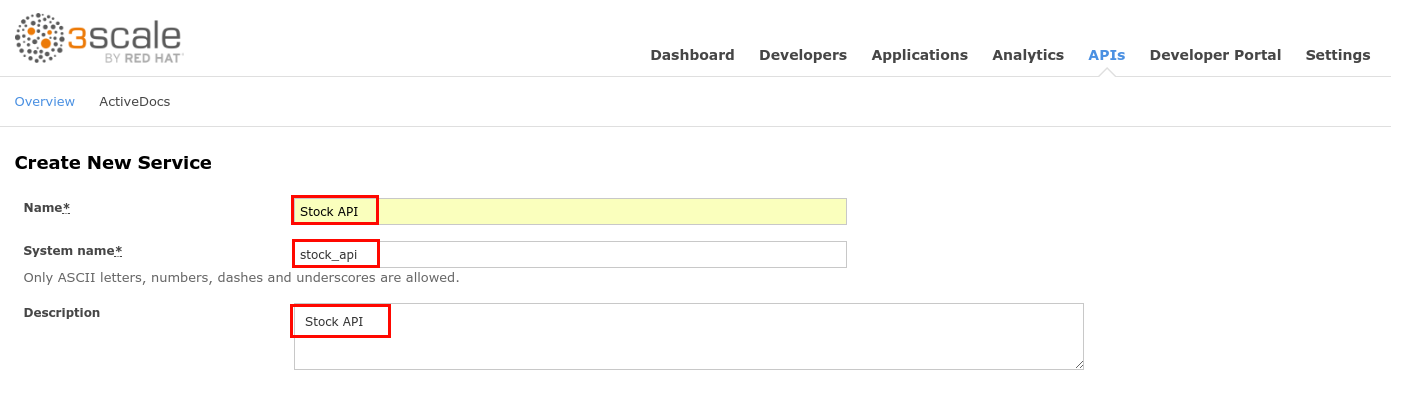 3scale
BY RED HAT
Dashboard Developers Applications Analytics APIs Developer Portal Settings
Overview ActiveDocs
Create New Service
Name* Stock API
System name* stock_api
Only ASCII letters, numbers, dashes and underscores are allowed.
Description Stock API